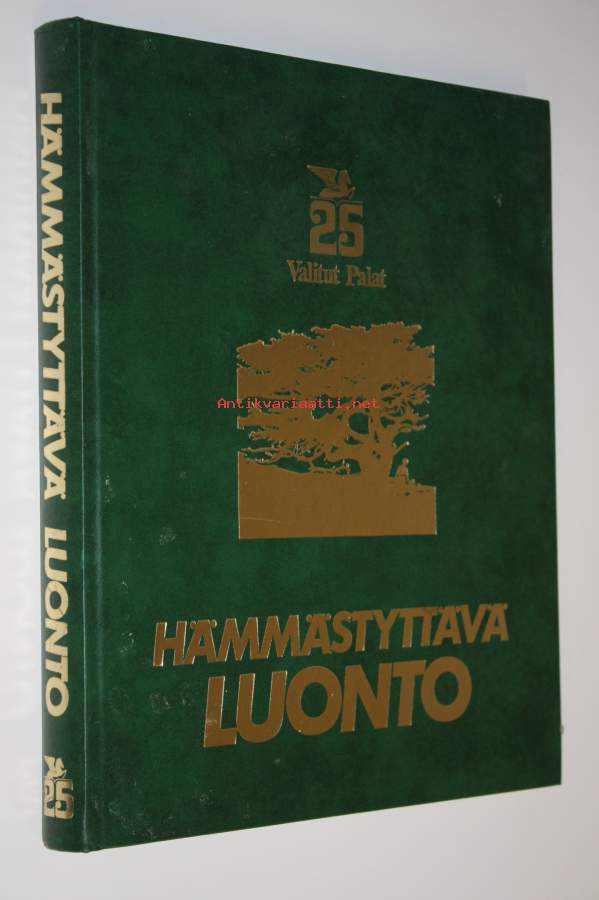 HÄMMÄSTYTTÄVÄ LUONTO
25
25
Valitut Palat
Antikvariaatti.net
HÄMMÄSTYTTÄVÄ
LUONTO